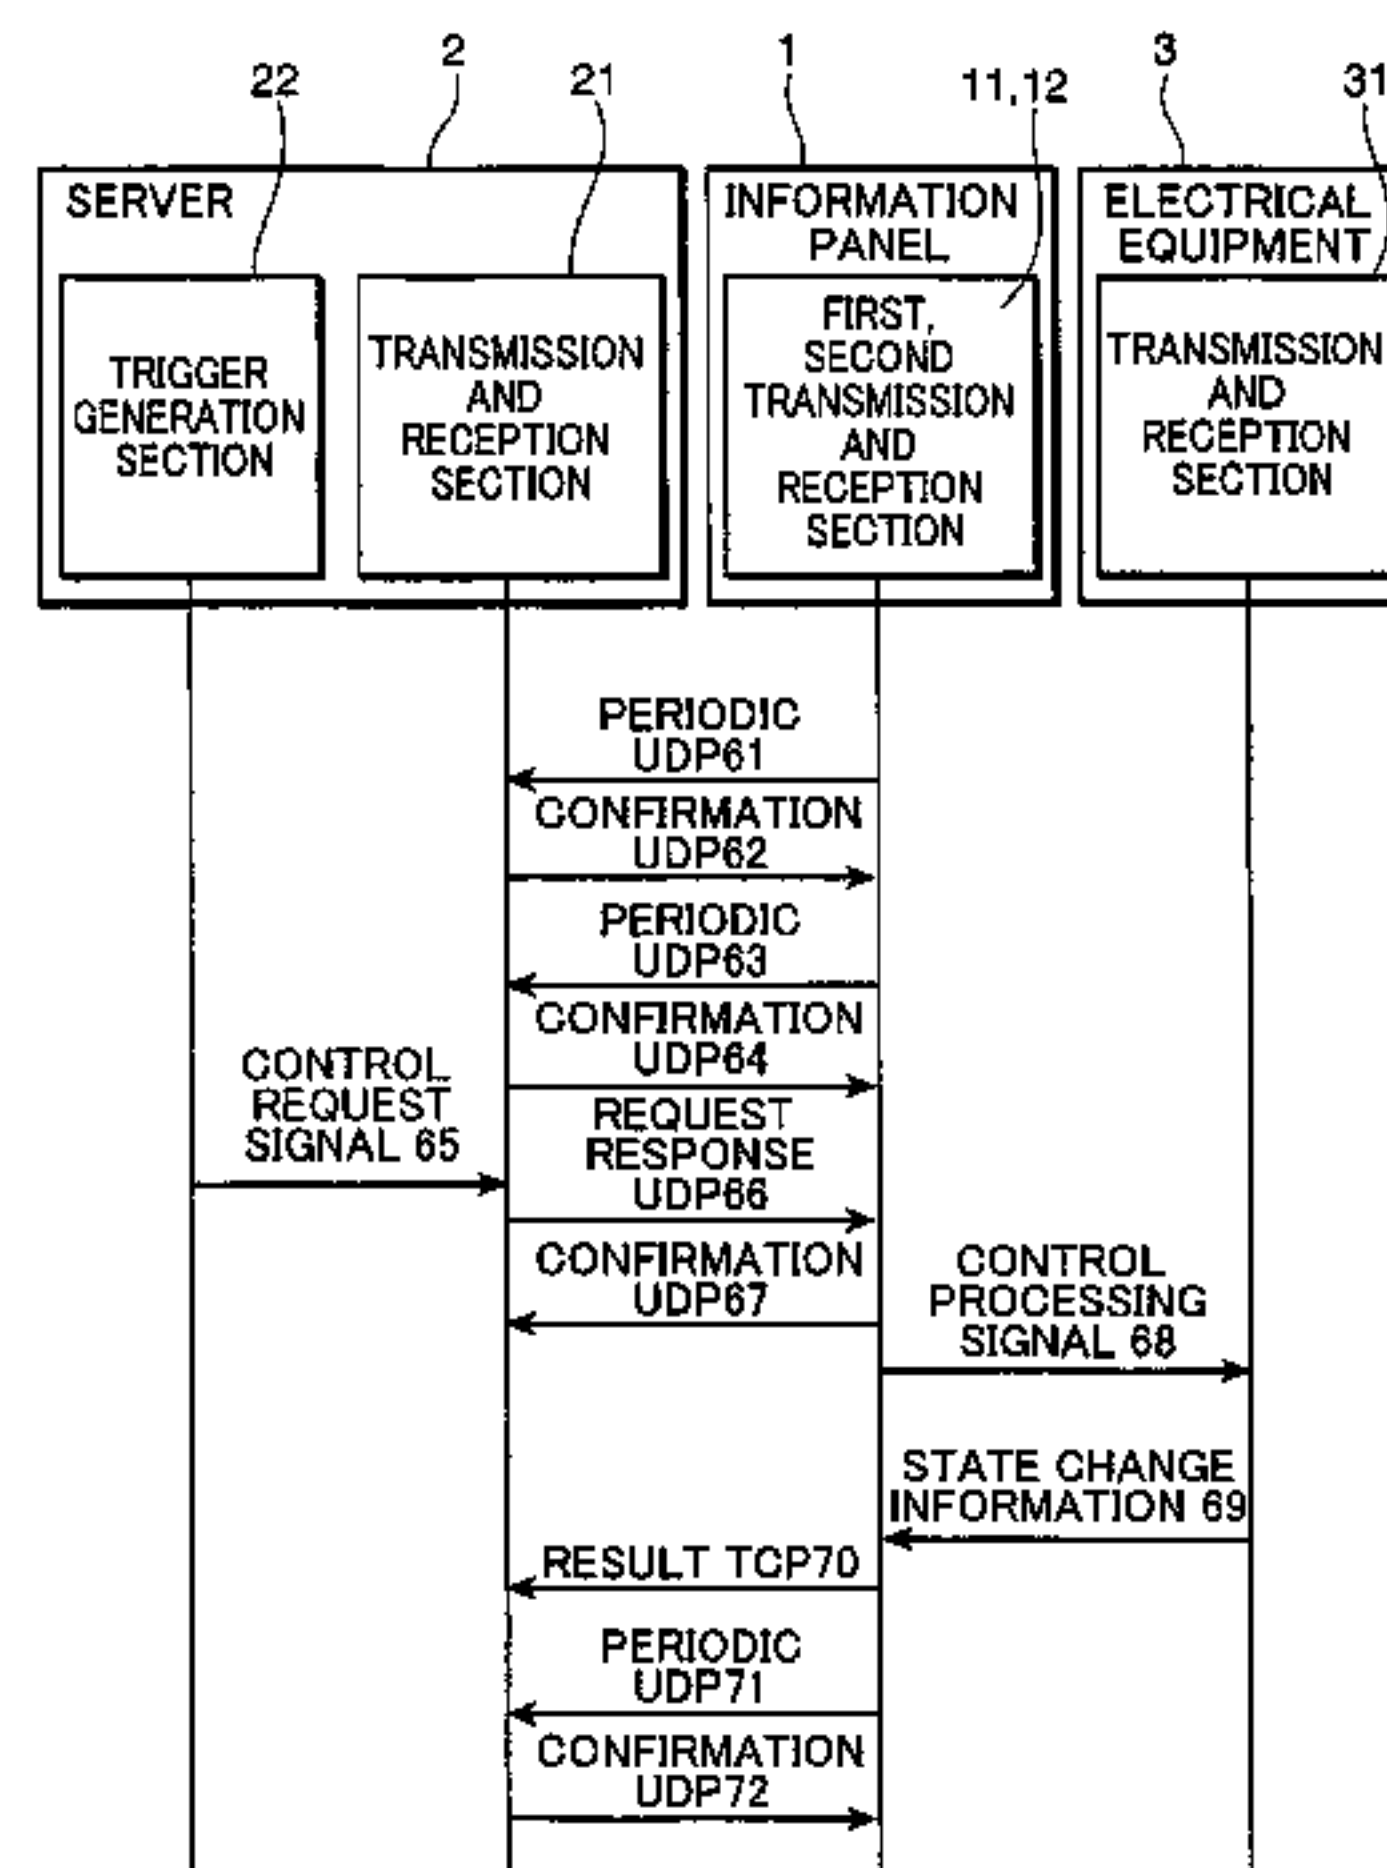 2
1
3
22
21
11,12
31
SERVER
INFORMATION
PANEL
ELECTRICAL
EQUIPMENT
TRIGGER
GENERATION
SECTION
TRANSMISSION
AND
RECEPTION
SECTION
FIRST,
SECOND
TRANSMISSION
AND
RECEPTION
SECTION
TRANSMISSION
AND
RECEPTION
SECTION
PERIODIC
UDP61
CONFIRMATION
UDP62
PERIODIC
UDP63
CONFIRMATION
UDP64
CONTROL
REQUEST
SIGNAL 65
REQUEST
RESPONSE
UDP66
CONFIRMATION
UDP67
CONTROL
PROCESSING
SIGNAL 68
STATE CHANGE
INFORMATION 69
RESULT TCP70
PERIODIC
UDP71
CONFIRMATION
UDP72